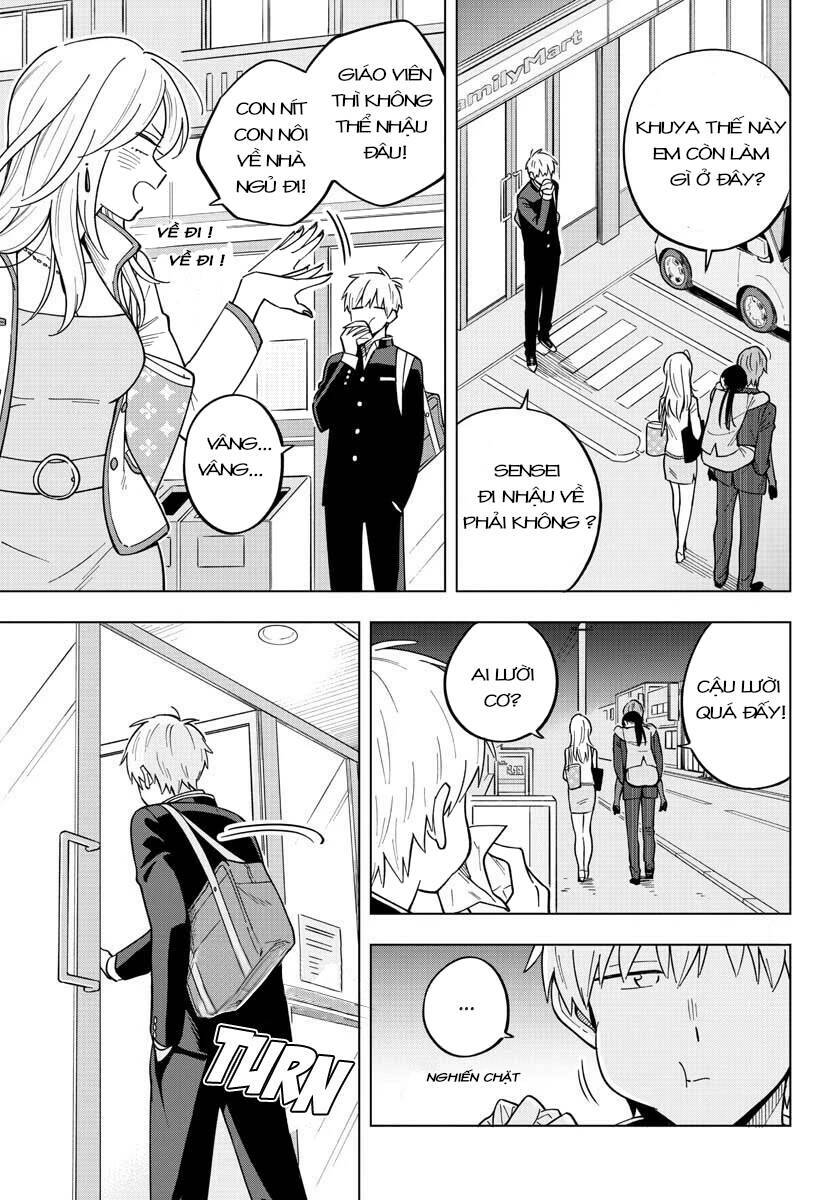 FamilyMart
KHUYA THẾ NÀY
EM CÒN LÀM
GÌ Ở ĐÂY?
SENSEI
ĐI NHẬU VỀ
PHẢI KHÔNG ?
GIÁO VIÊN
THÌ KHÔNG
THỂ NHẬU
ĐÂU!
CON NÍT
CON NÔI
VỀ NHÀ
NGỦ ĐI!
VỀ ĐI !
VỀ ĐI !
VÂNG...
VÂNG...
CẬU LƯỜI
QUÁ ĐẤY!
AI LƯỜI
CƠ?
...
NGHIẾN CHẶT
TURN